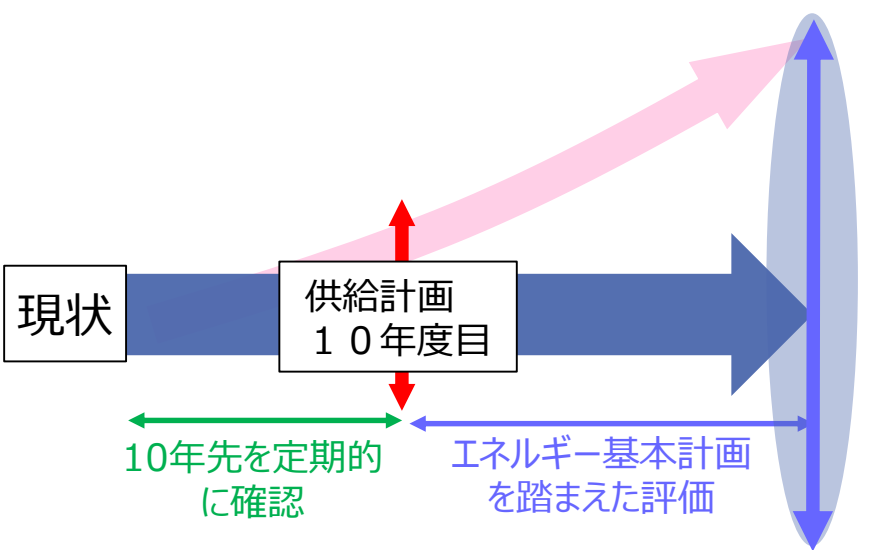 現状
供給計画
１０年度目
10年先を定期的
に確認
エネルギー基本計画
を踏まえた評価